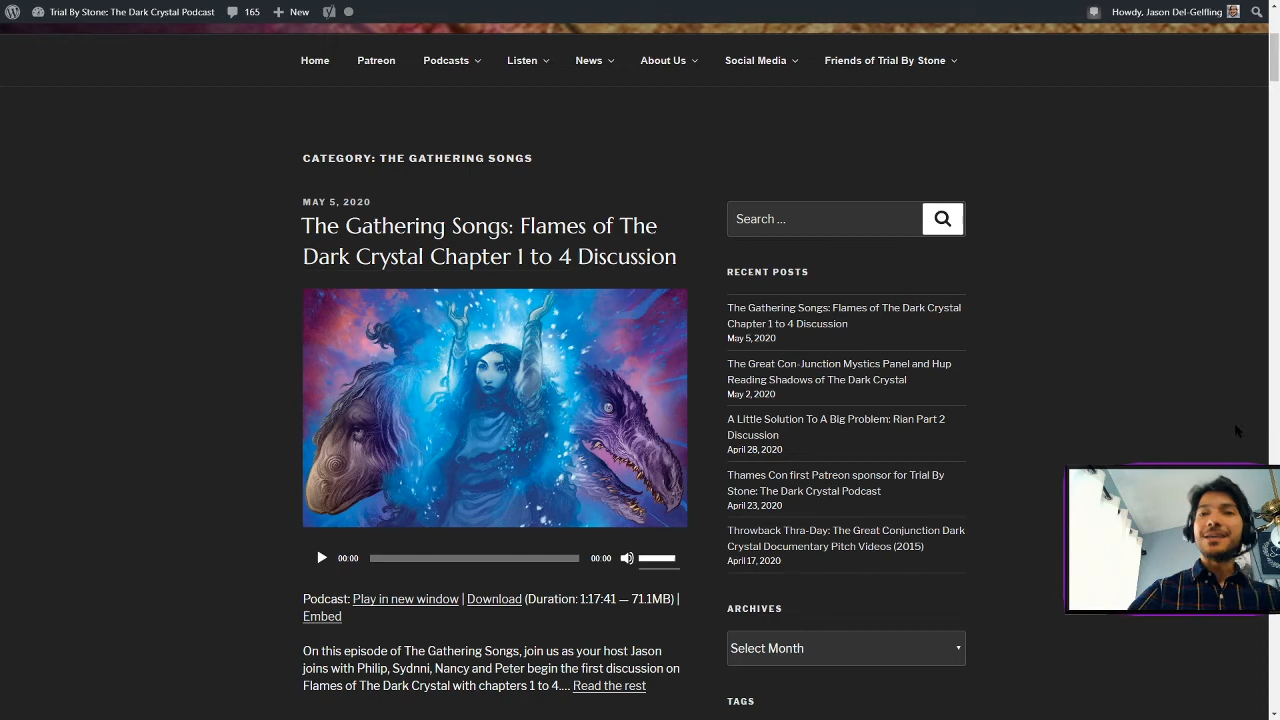 Trial By Stone: The Dark Crystal Podcast 165 New Howdy, Jason Del-Gelfling
Home Patreon Podcasts Listen News About Us Social Media Friends of Trial By Stone
CATEGORY: THE GATHERING SONGS
MAY 5, 2020
The Gathering Songs: Flames of The
Dark Crystal Chapter 1 to 4 Discussion
00:00 00:00
Podcast: Play in new window | Download (Duration: 1:17:41 — 71.1MB) |
Embed
On this episode of The Gathering Songs, join us as your host Jason
joins with Philip, Sydnni, Nancy and Peter begin the first discussion on
Flames of The Dark Crystal with chapters 1 to 4.… Read the rest
Search …
RECENT POSTS
The Gathering Songs: Flames of The Dark Crystal
Chapter 1 to 4 Discussion
May 5, 2020
The Great Con-Junction Mystics Panel and Hup
Reading Shadows of The Dark Crystal
May 2, 2020
A Little Solution To A Big Problem: Rian Part 2
Discussion
April 28, 2020
Thames Con first Patreon sponsor for Trial By
Stone: The Dark Crystal Podcast
April 23, 2020
Throwback Thra-Day: The Great Conjunction Dark
Crystal Documentary Pitch Videos (2015)
April 17, 2020
ARCHIVES
Select Month
TAGS